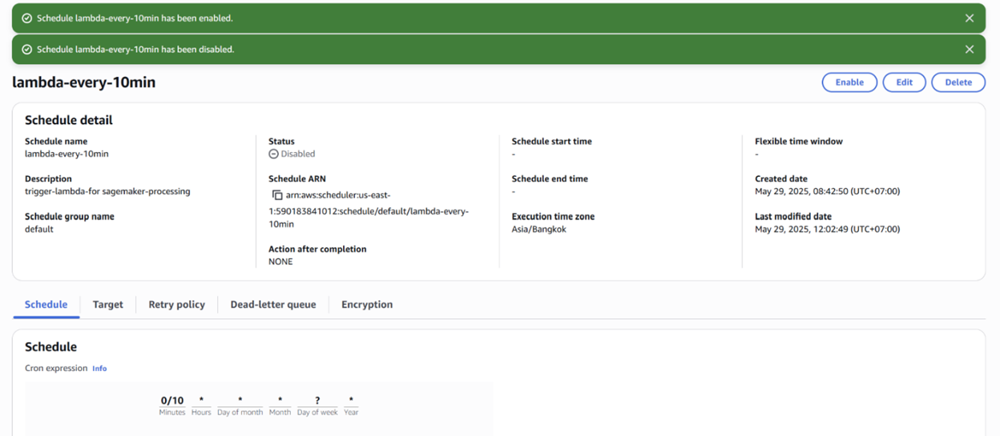 Schedule lambda-every-10min has been enabled.
Schedule lambda-every-10min has been disabled.
lambda-every-10min
Enable
Edit
Delete
Schedule detail
Schedule name
lambda-every-10min
Description
trigger-lambda-for sagemaker-processing
Schedule group name
default
Status
Disabled
Schedule ARN
arn:aws:scheduler:us-east-
1:590183841012:schedule/default/lambda-every-
10min
Action after completion
NONE
Schedule start time
-
Schedule end time
-
Execution time zone
Asia/Bangkok
Flexible time window
-
Created date
May 29, 2025, 08:42:50 (UTC+07:00)
Last modified date
May 29, 2025, 12:02:49 (UTC+07:00)
Schedule
Target
Retry policy
Dead-letter queue
Encryption
Schedule
Cron expression Info
0/10 * * * ? *
Minutes Hours Day of month Month Day of week Year